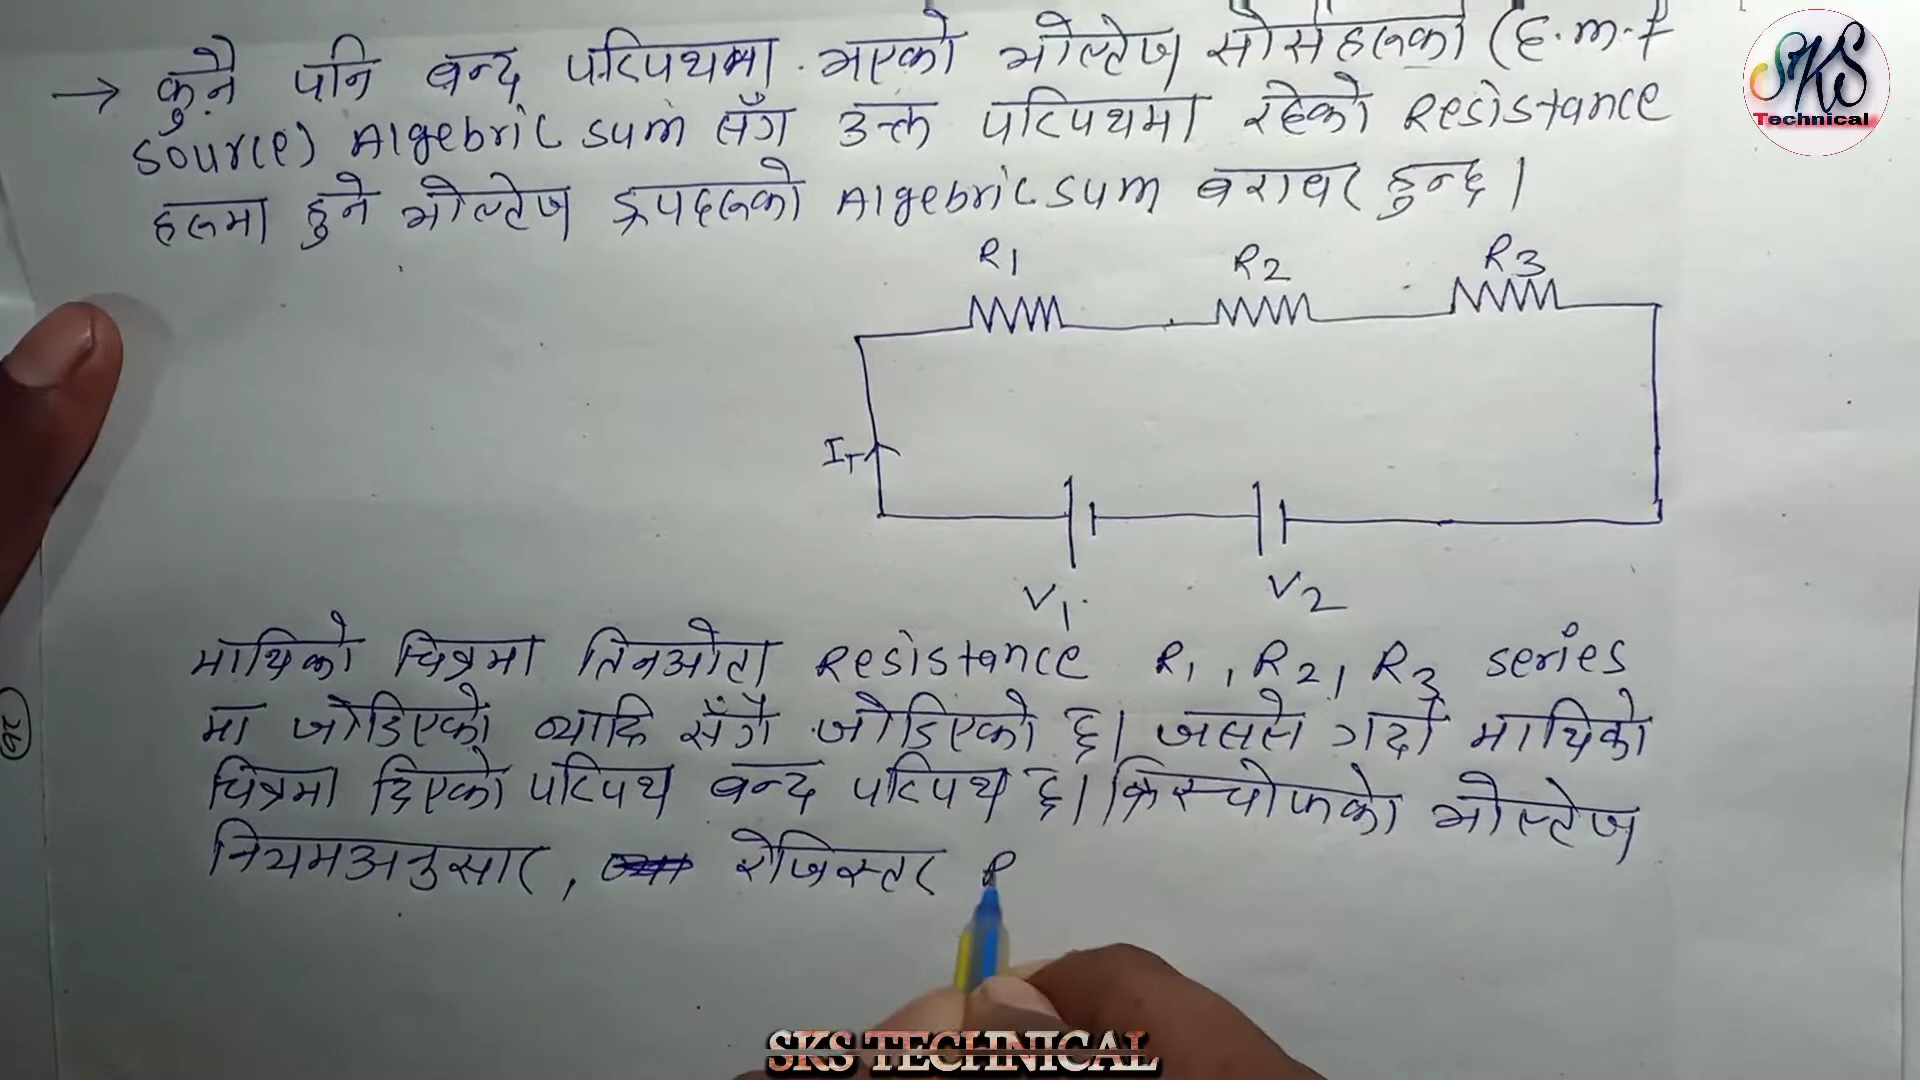 → कुनै पनि बन्द परिपथमा भएको भोल्टेज सोर्सहरुको (e.m.f
source) Algebric sum सँग उक्त परिपथमा रहेको Resistance
हरुमा हुने भोल्टेज ड्रपहरुको Algebric sum बराबर हुन्छ।
R1 R2 R3
IT
V1 V2
माथिको चित्रमा तिनओटा Resistance R1, R2, R3 series
मा जोडिएको ब्याट्रि सँगै जोडिएको छ। जसले गर्दा माथिको
चित्रमा दिएको परिपथ बन्द परिपथ छ। क्रिस्चोफको भोल्टेज
नियमअनुसार, रेजिस्तर R
SKS
Technical
SKS TECHNICAL